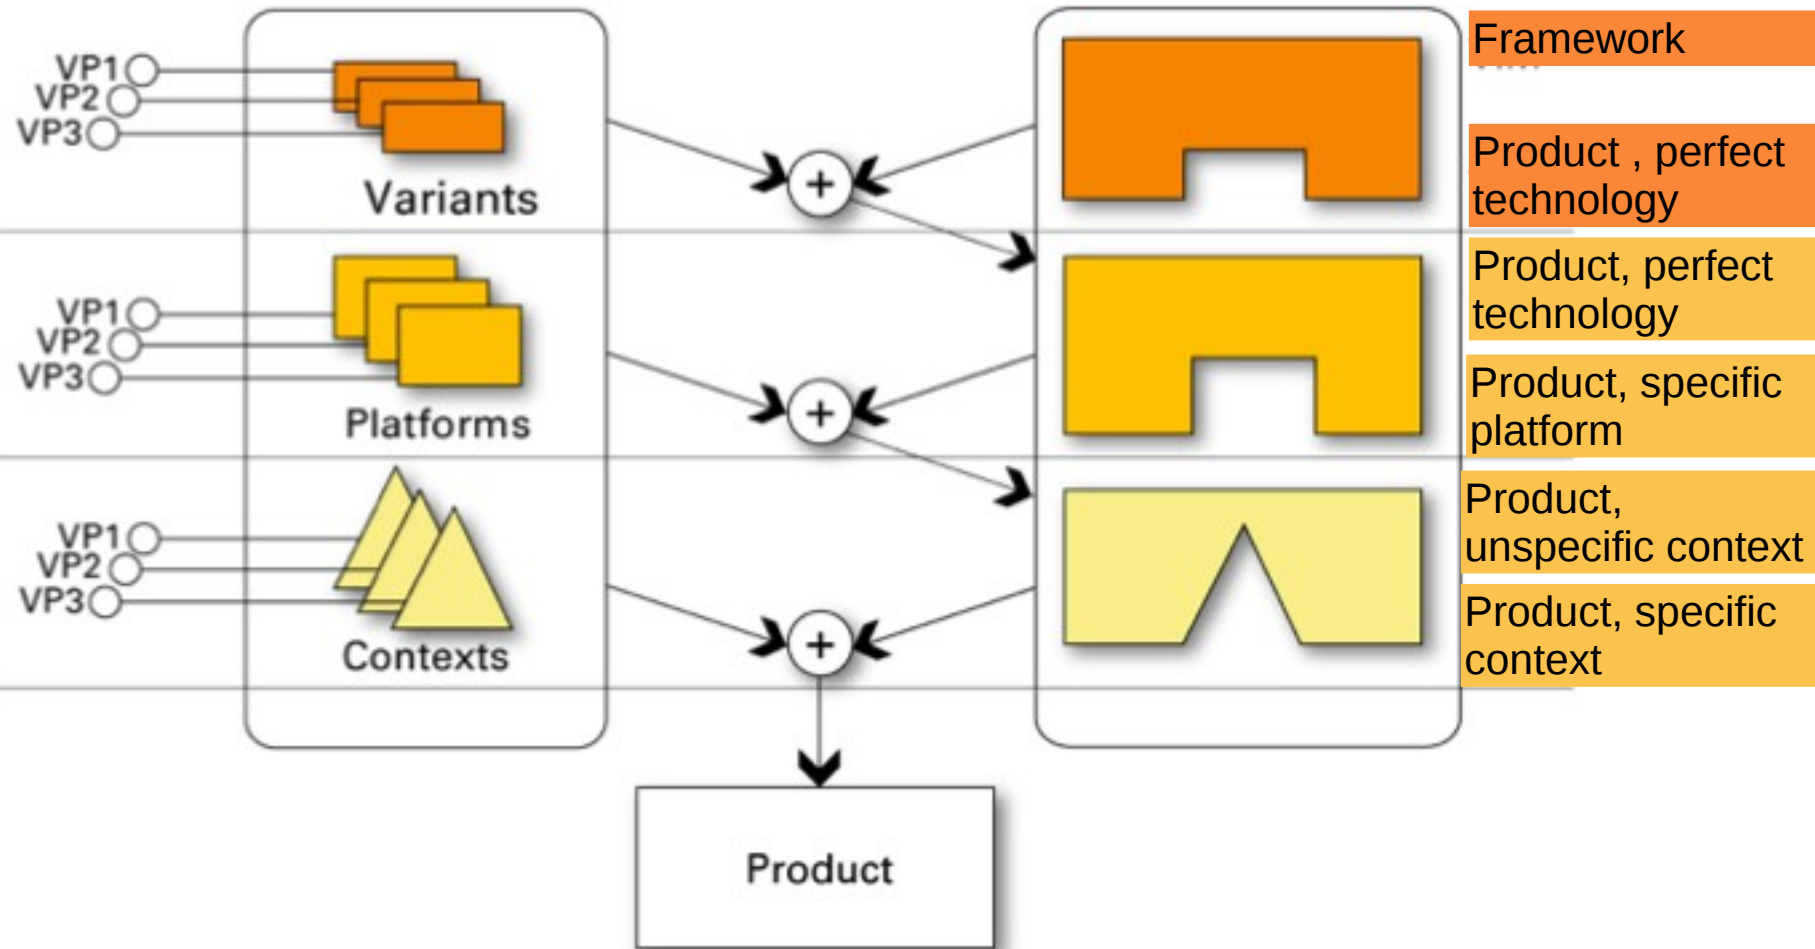 Framework
VP1
VP2
VP3
Variants
Product , perfect
technology
VP1
VP2
VP3
Platforms
Product, perfect
technology
Product, specific
platform
VP1
VP2
VP3
Contexts
Product,
unspecific context
Product, specific
context
+
+
+
Product